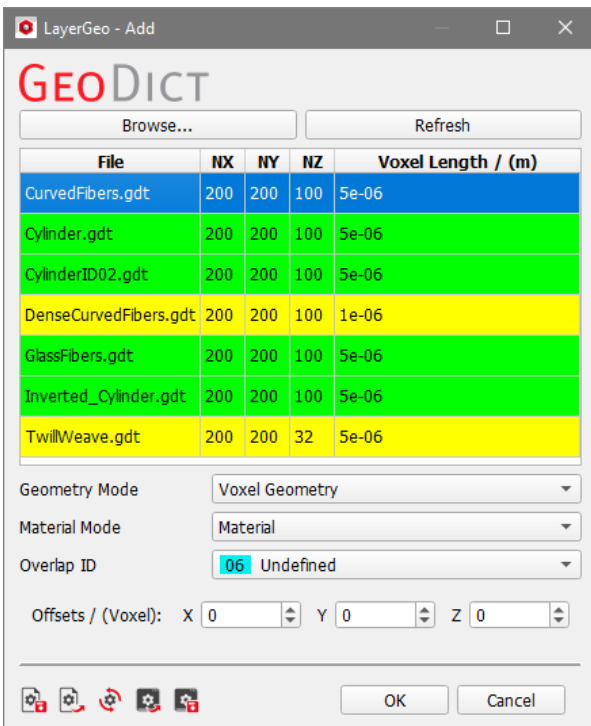 LayerGeo - Add
GEODICT
Browse... Refresh
File NX NY NZ Voxel Length / (m)
CurvedFibers.gdt 200 200 100 5e-06
Cylinder.gdt 200 200 100 5e-06
CylinderID02.gdt 200 200 100 5e-06
DenseCurvedFibers.gdt 200 200 100 1e-06
GlassFibers.gdt 200 200 100 5e-06
Inverted_Cylinder.gdt 200 200 100 5e-06
TwillWeave.gdt 200 200 32 5e-06
Geometry Mode Voxel Geometry
Material Mode Material
Overlap ID 06 Undefined
Offsets / (Voxel): X 0 Y 0 Z 0
OK Cancel